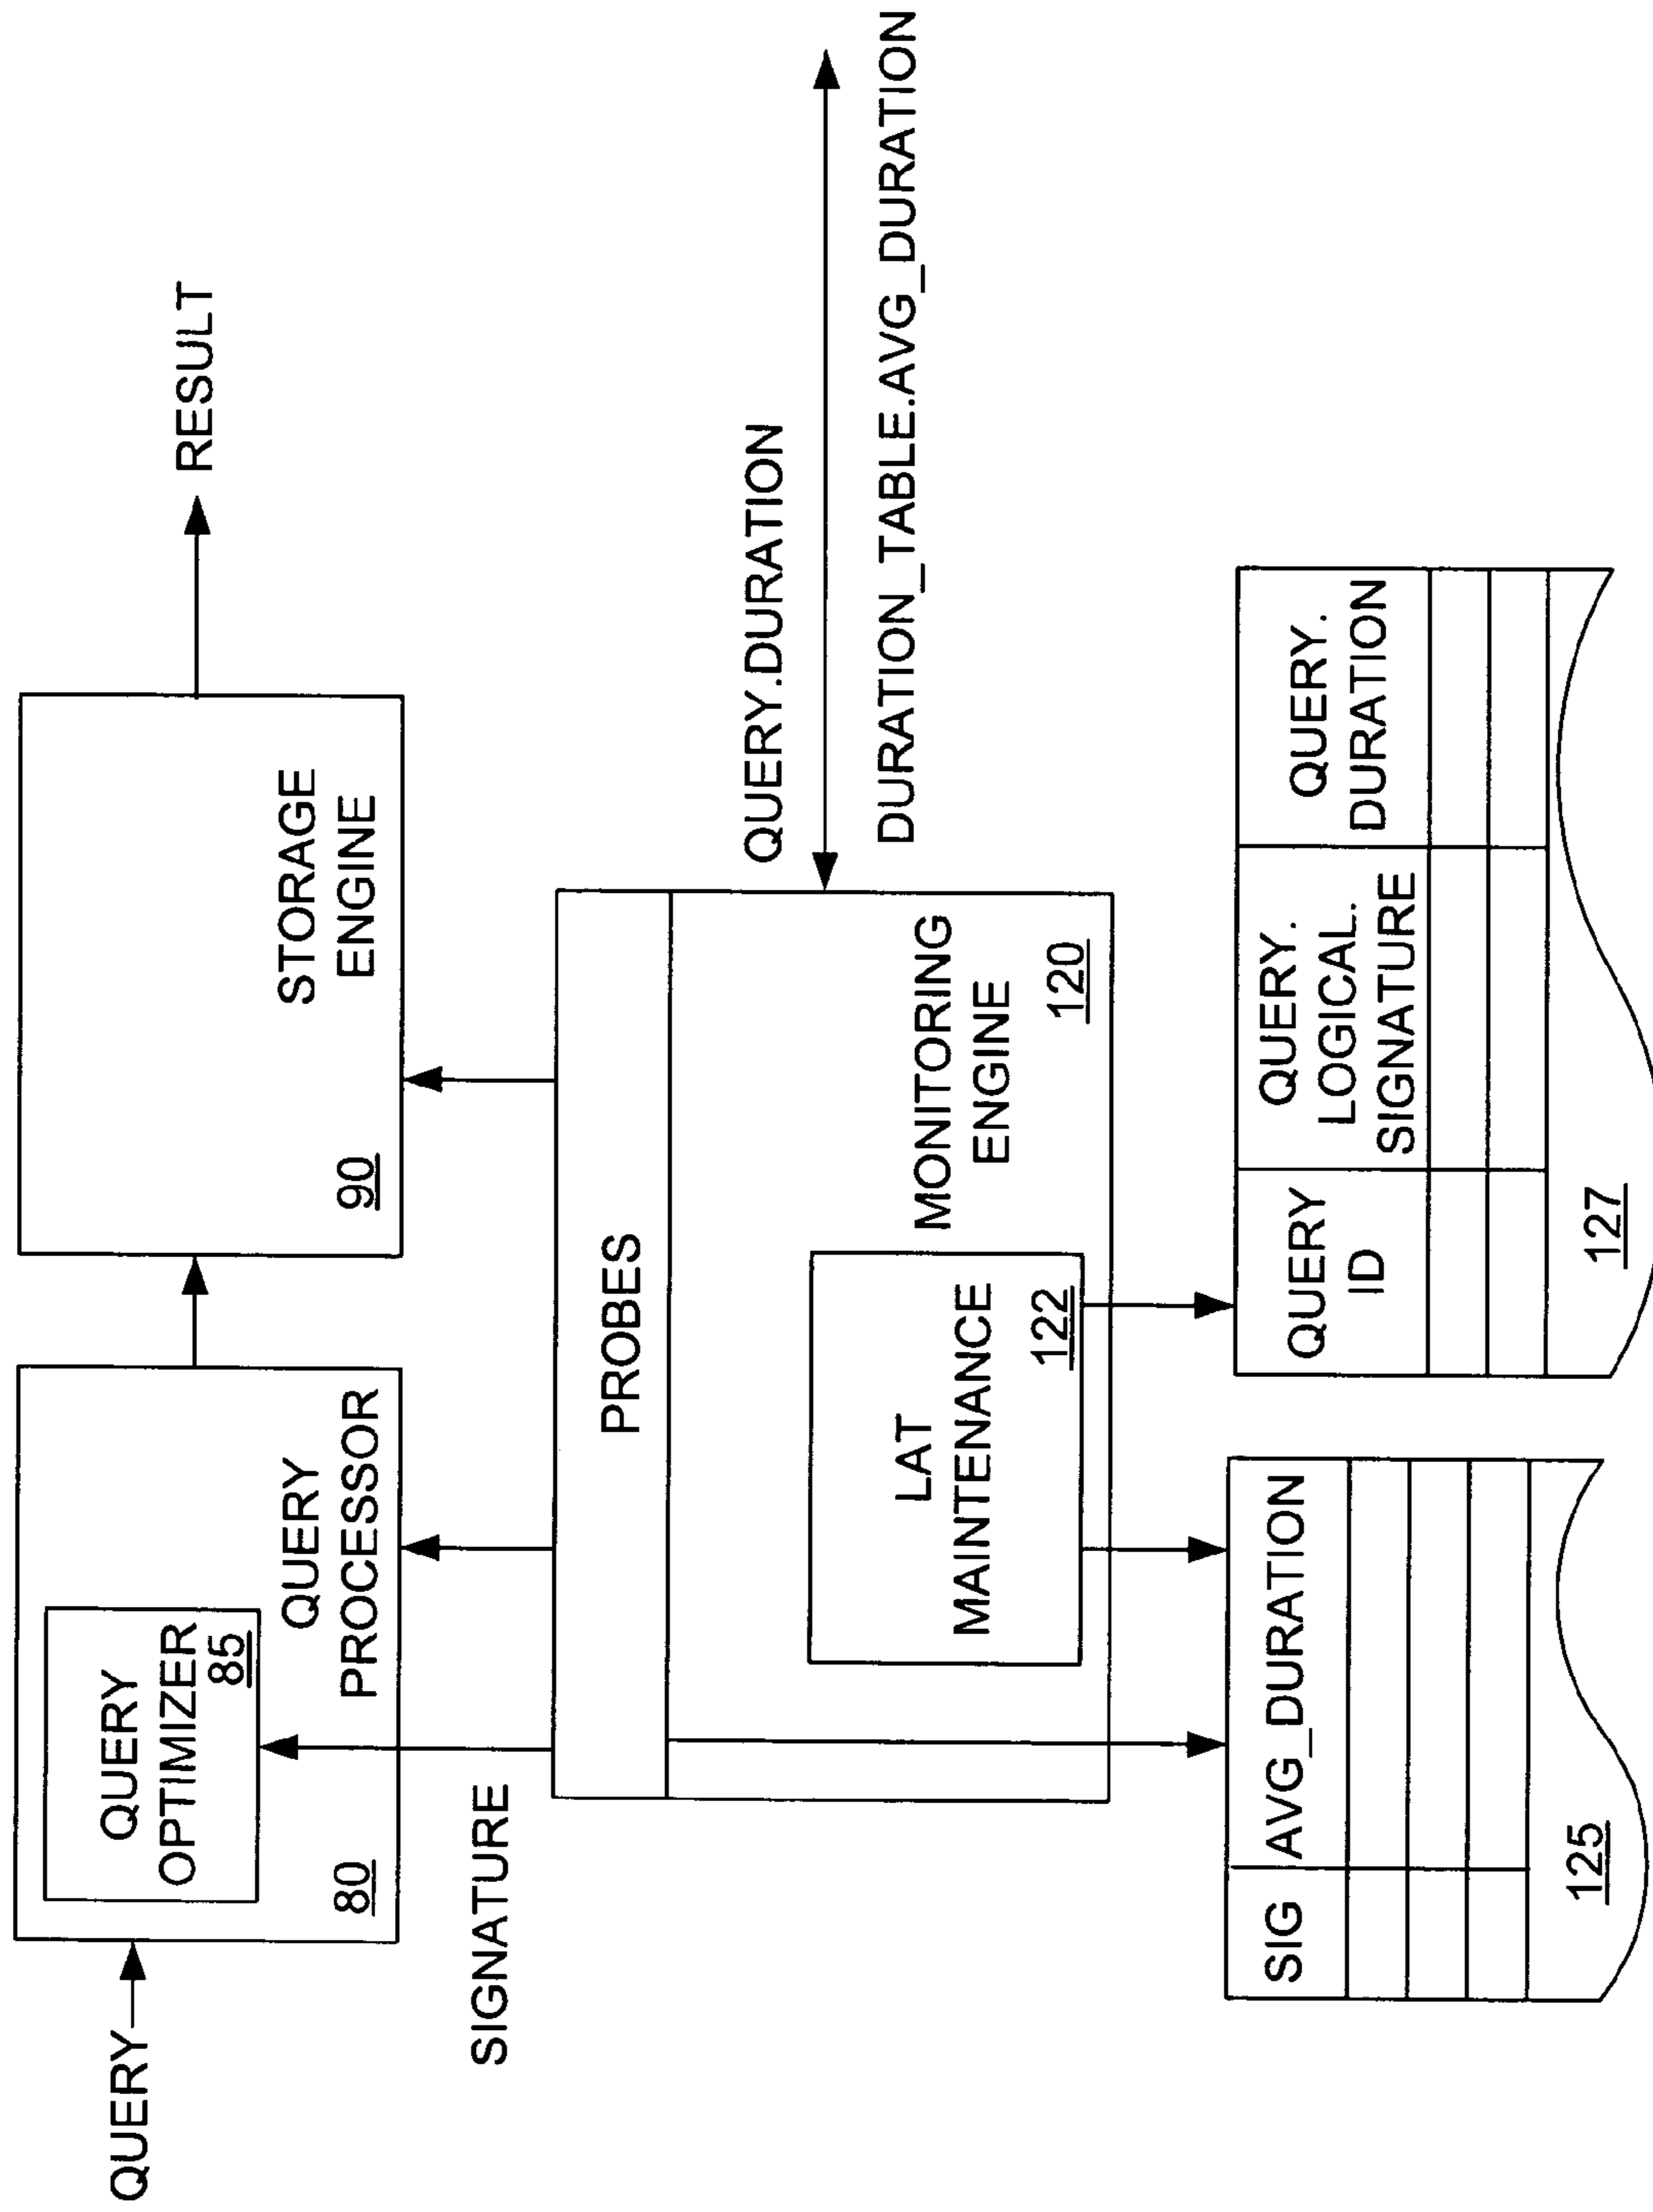 QUERY
QUERY
OPTIMIZER
85
QUERY
PROCESSOR
80
STORAGE
ENGINE
90
RESULT
SIGNATURE
PROBES
LAT
MAINTENANCE
122
MONITORING
ENGINE
120
QUERY.DURATION
DURATION_TABLE.AVG_DURATION
SIG AVG_DURATION
125
QUERY
ID
QUERY.
LOGICAL.
SIGNATURE
QUERY.
DURATION
127